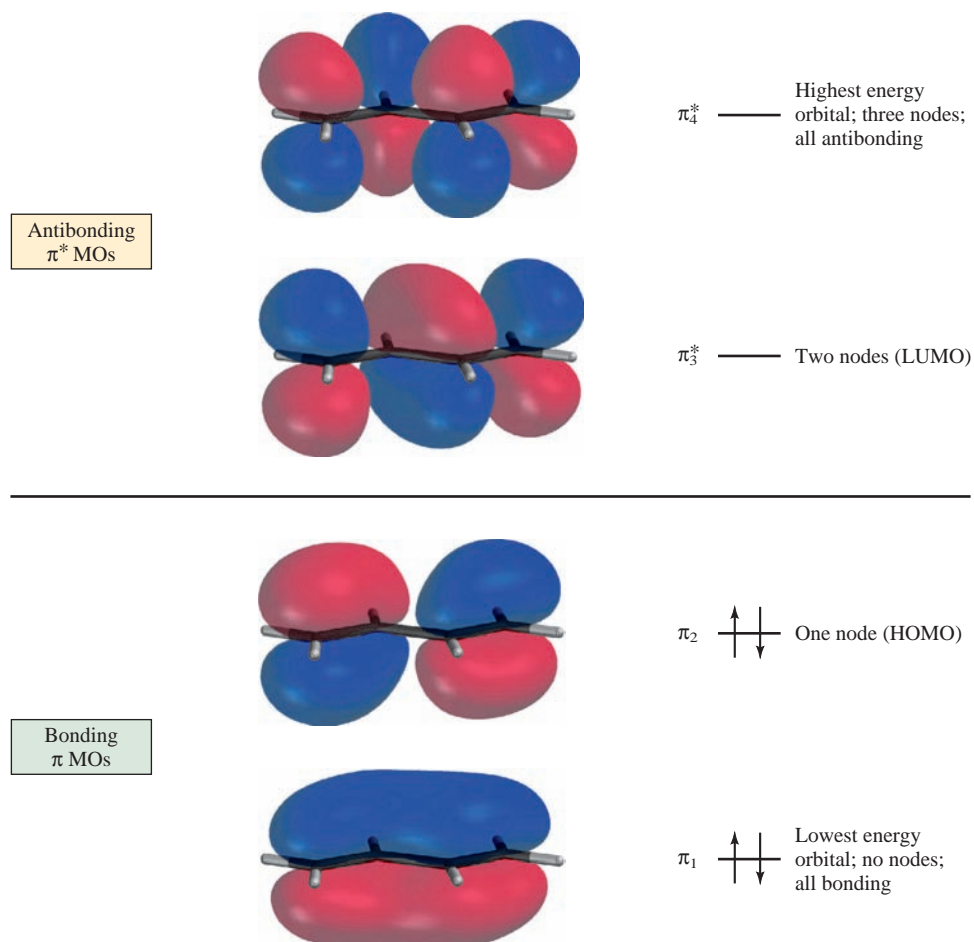 π₄*
Highest energy
orbital; three nodes;
all antibonding
Antibonding
π* MOs
π₃*
Two nodes (LUMO)
π₂
One node (HOMO)
Bonding
π MOs
π₁
Lowest energy
orbital; no nodes;
all bonding